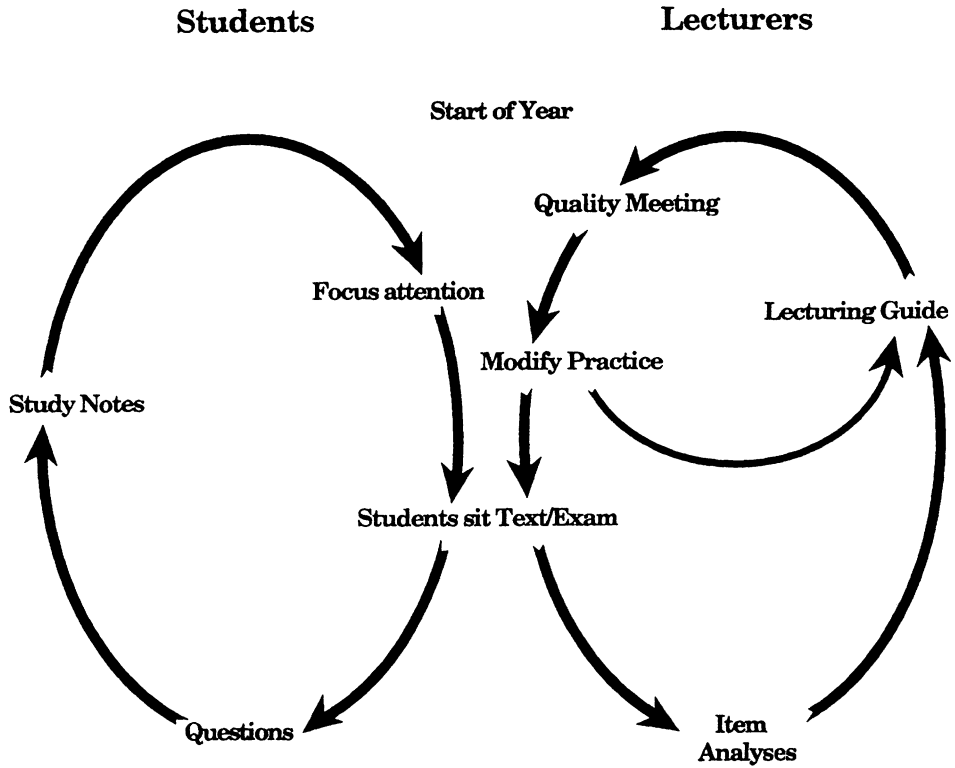 Students
Lecturers
Start of Year
Quality Meeting
Focus attention
Lecturing Guide
Modify Practice
Study Notes
Students sit Text/Exam
Questions
Item
Analyses